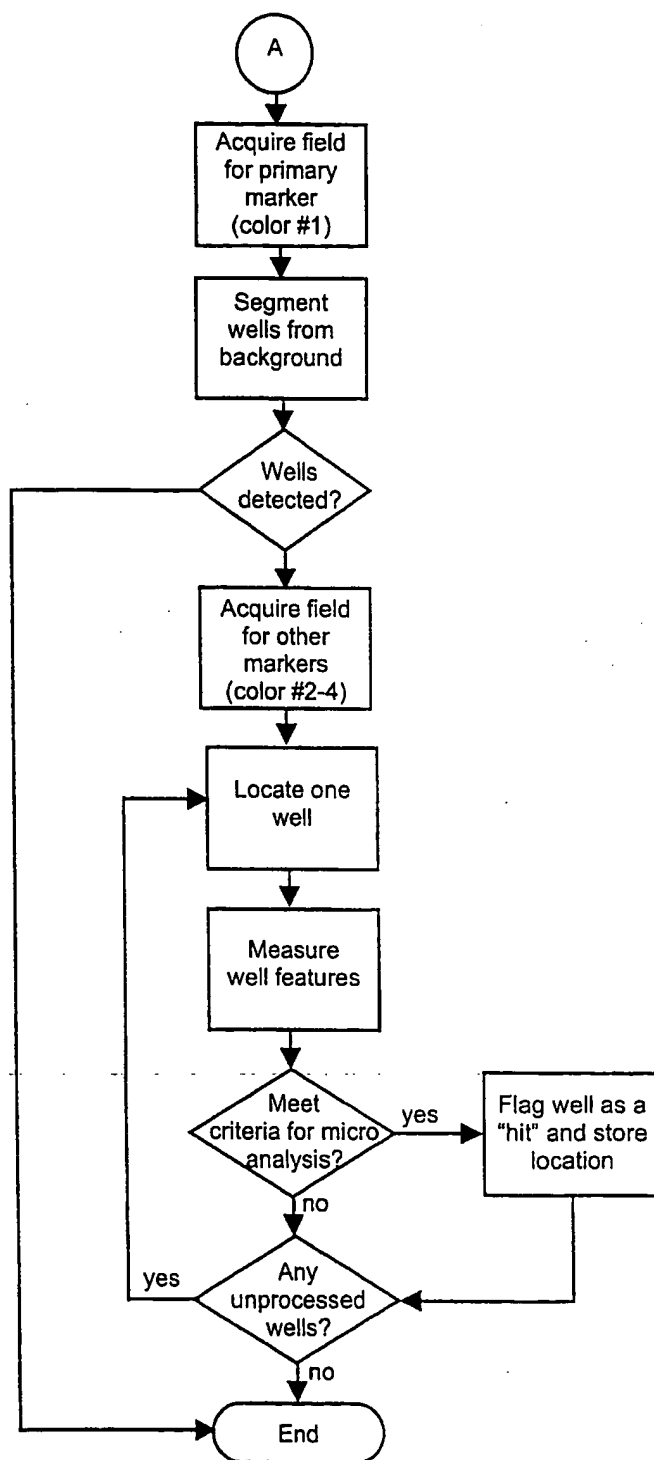 A
Acquire field
for primary
marker
(color #1)
Segment
wells from
background
Wells
detected?
Acquire field
for other
markers
(color #2-4)
Locate one
well
Measure
well features
Meet
criteria for micro
analysis?
yes
Flag well as a
"hit" and store
location
no
Any
unprocessed
wells?
yes
no
End